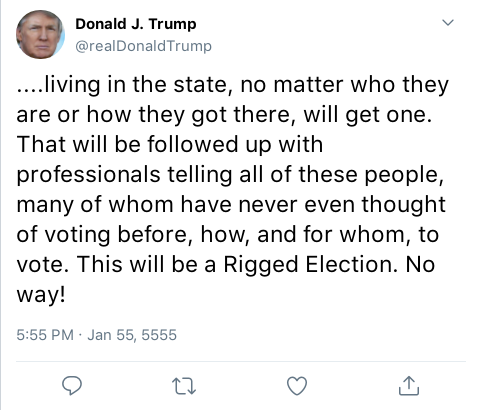 Donald J. Trump
@realDonaldTrump
....living in the state, no matter who they
are or how they got there, will get one.
That will be followed up with
professionals telling all of these people,
many of whom have never even thought
of voting before, how, and for whom, to
vote. This will be a Rigged Election. No
way!
5:55 PM · Jan 55, 5555